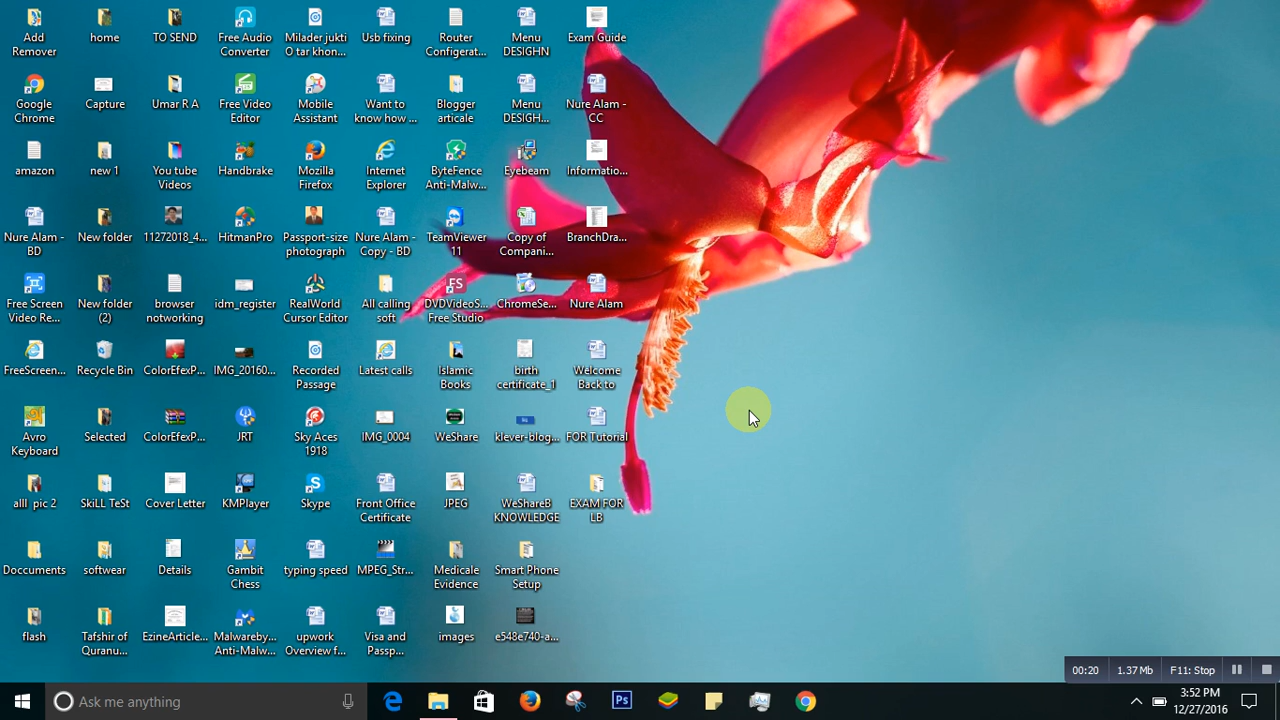 Add
Remover
home
TO SEND
Free Audio
Converter
Milader jukti
O tar khon...
Usb fixing
Router
Configerat...
Menu
DESIGHN
Exam Guide
Google
Chrome
Capture
Umar R A
Free Video
Editor
Mobile
Assistant
Want to
know how ...
Blogger
articale
Menu
DESIGH...
Nure Alam -
CC
amazon
new 1
You tube
Videos
Handbrake
Mozilla
Firefox
Internet
Explorer
ByteFence
Anti-Malw...
Eyebeam
Informatio...
Nure Alam -
BD
New folder
11272018_4...
HitmanPro
Passport-size
photograph
Nure Alam -
Copy - BD
TeamViewer
11
Copy of
Compani...
BranchDra...
Free Screen
Video Re...
New folder
(2)
browser
notworking
idm_register
RealWorld
Cursor Editor
All calling
soft
FS
DVDVideoS...
Free Studio
ChromeSe...
Nure Alam
FreeScreen...
Recycle Bin
ColorEfexP...
IMG_20160...
Recorded
Passage
Latest calls
Islamic
Books
birth
certificate_1
Welcome
Back to
Avro
Keyboard
Selected
ColorEfexP...
JRT
Sky Aces
1918
IMG_0004
WeShare
klever-blog...
FOR Tutorial
alll pic 2
SkiLL TeSt
Cover Letter
KMPlayer
Skype
Front Office
Certificate
JPEG
WeShareB
KNOWLEDGE
EXAM FOR
LB
Doccuments
softwear
Details
Gambit
Chess
typing speed
MPEG_Str...
Medicale
Evidence
Smart Phone
Setup
flash
Tafshir of
Quranu...
EzineArticle...
Malwareby...
Anti-Malw...
upwork
Overview f...
Visa and
Passp...
images
e548e740-a...
00:20 1.37 Mb F11: Stop
Ask me anything
Ps
3:52 PM
12/27/2016